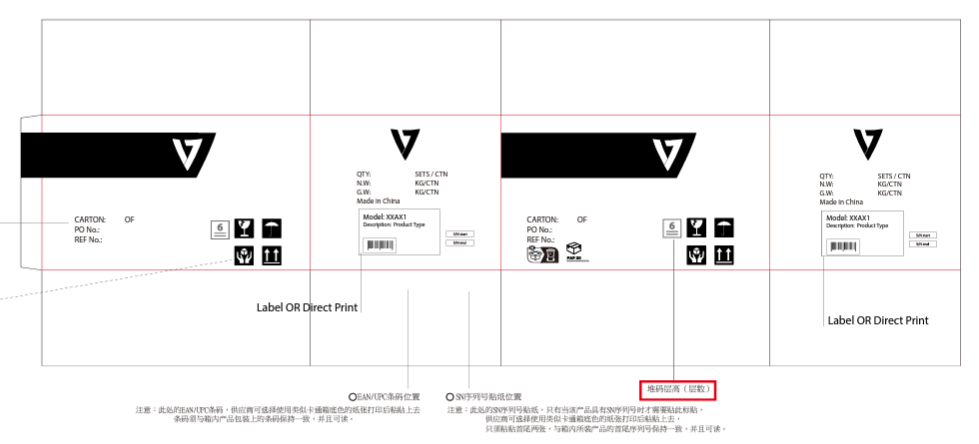 QTY: SETS / CTN
N.W: KG/CTN
G.W: KG/CTN
Made in China
Model: XXAX1
Description: Product Type
CARTON: OF
PO No.:
REF No.:
6
Label OR Direct Print
CARTON: OF
PO No.:
REF No.:
6
PAP 20
QTY: SETS / CTN
N.W: KG/CTN
G.W: KG/CTN
Made in China
Model: XXAX1
Description: Product Type
Label OR Direct Print
堆码层高（层数）
EAN/UPC条码位置
注意：此处的EAN/UPC条码，供应商可选择使用类似卡通箱底色的纸张打印后粘贴上去
条码须与箱内产品包装上的条码保持一致，并且可读。
SN序列号贴纸位置
注意：此处的SN序列号贴纸，只有当该产品具有SN序列号时才需要贴此标贴，
供应商可选择使用类似卡通箱底色的纸张打印后粘贴上去，
只须粘贴首尾两张，与箱内所装产品的首尾序列号保持一致，并且可读。